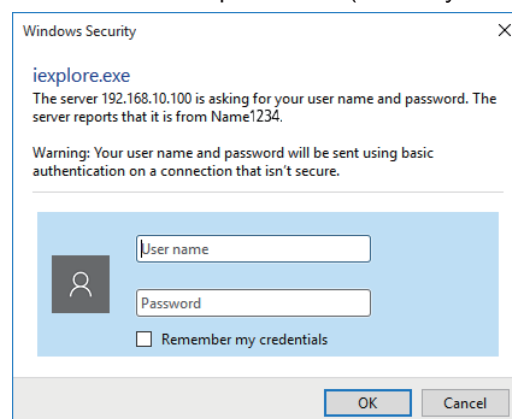 Windows Security
iexplore.exe
The server 192.168.10.100 is asking for your user name and password. The
server reports that it is from Name1234.
Warning: Your user name and password will be sent using basic
authentication on a connection that isn't secure.
User name
Password
Remember my credentials
OK Cancel